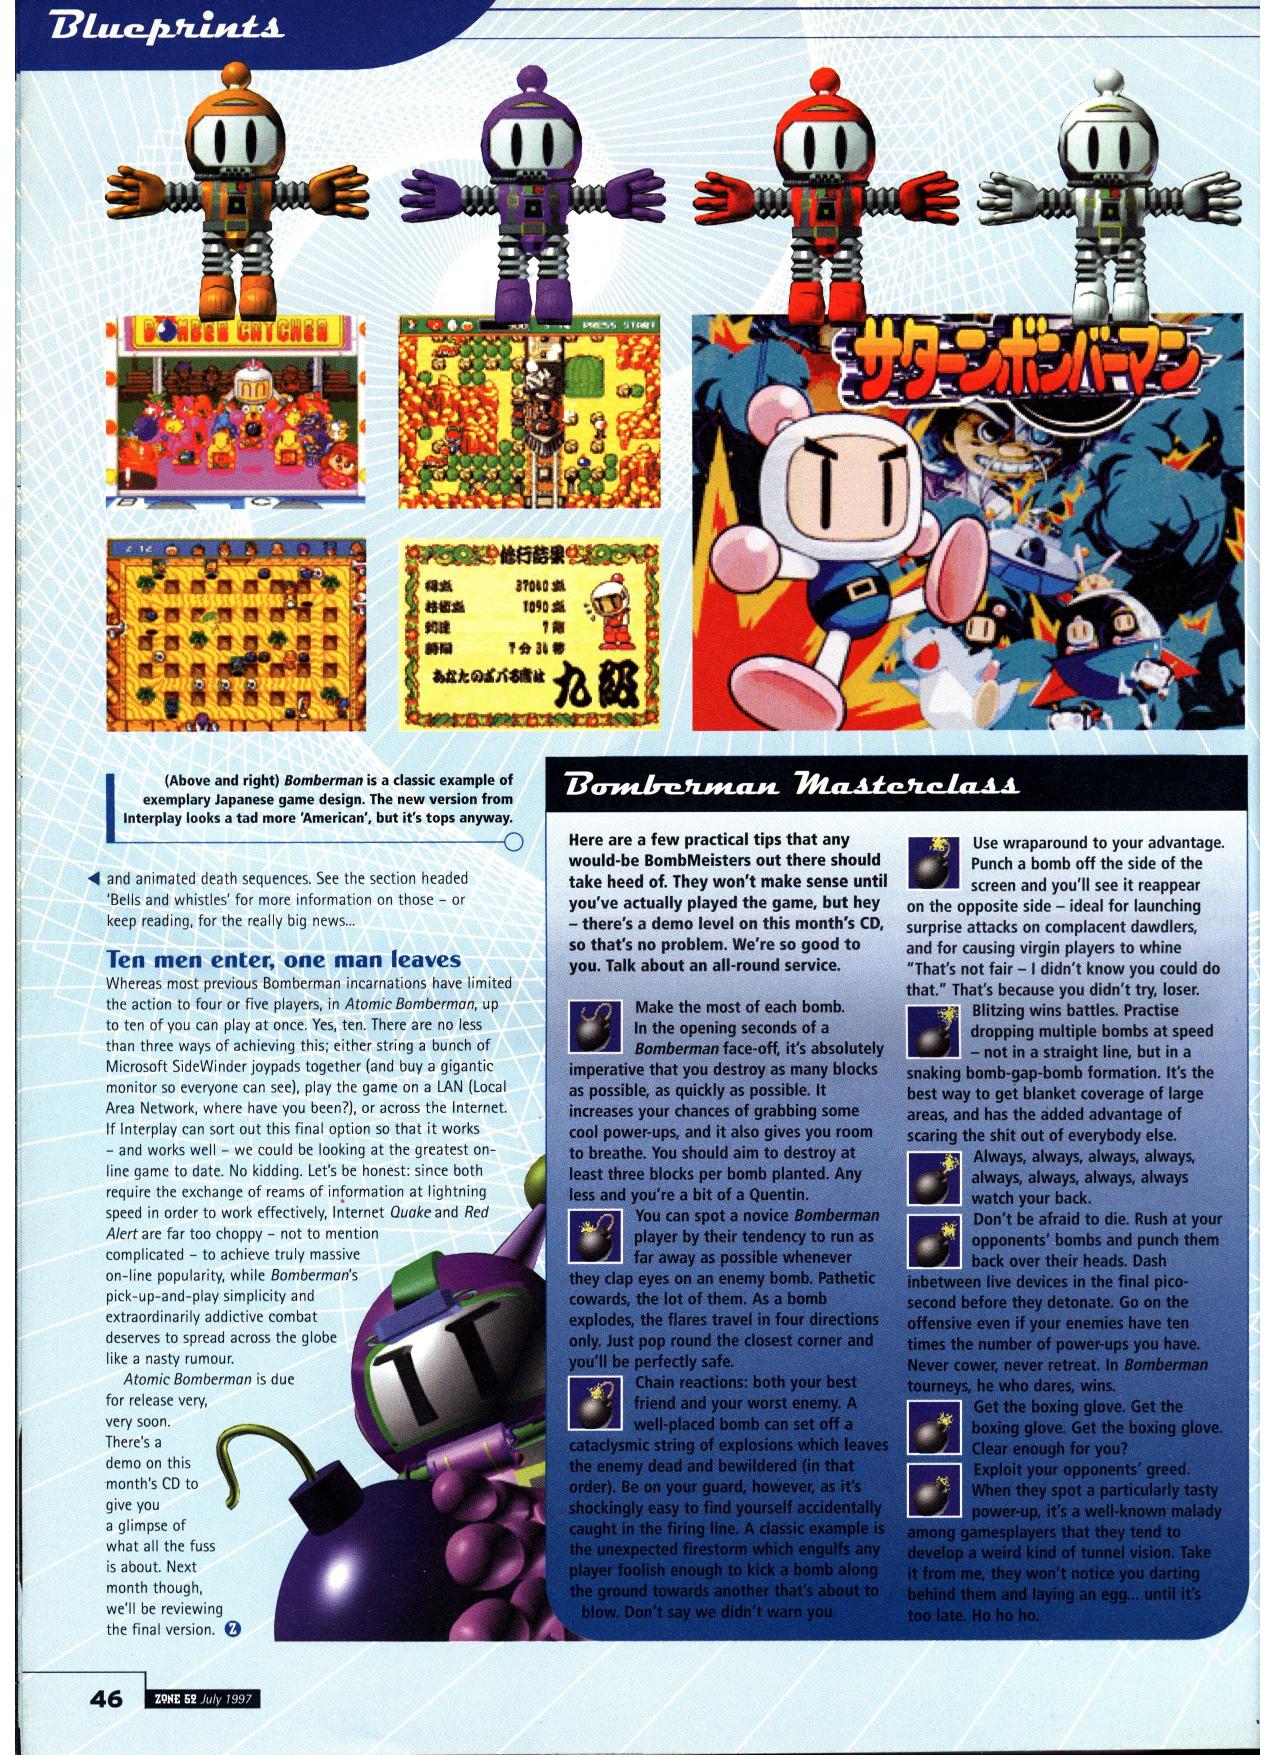 Blueprints
BOMBER CATCHER
PRESS START
サターンボンバーマン
2 12
修行結果
得点 37040点
技術点 1090点
到達 7階
時間 7分36秒
あなたのボバ名席は
九級
(Above and right) Bomberman is a classic example of
exemplary Japanese game design. The new version from
Interplay looks a tad more 'American', but it's tops anyway.
and animated death sequences. See the section headed
'Bells and whistles' for more information on those – or
keep reading, for the really big news...
Ten men enter, one man leaves
Whereas most previous Bomberman incarnations have limited
the action to four or five players, in Atomic Bomberman, up
to ten of you can play at once. Yes, ten. There are no less
than three ways of achieving this; either string a bunch of
Microsoft SideWinder joypads together (and buy a gigantic
monitor so everyone can see), play the game on a LAN (Local
Area Network, where have you been?), or across the Internet.
If Interplay can sort out this final option so that it works
– and works well – we could be looking at the greatest on-
line game to date. No kidding. Let's be honest: since both
require the exchange of reams of information at lightning
speed in order to work effectively, Internet Quake and Red
Alert are far too choppy – not to mention
complicated – to achieve truly massive
on-line popularity, while Bomberman's
pick-up-and-play simplicity and
extraordinarily addictive combat
deserves to spread across the globe
like a nasty rumour.
Atomic Bomberman is due
for release very,
very soon.
There's a
demo on this
month's CD to
give you
a glimpse of
what all the fuss
is about. Next
month though,
we'll be reviewing
the final version. Z
Bomberman Masterclass
Here are a few practical tips that any
would-be BombMeisters out there should
take heed of. They won't make sense until
you've actually played the game, but hey
– there's a demo level on this month's CD,
so that's no problem. We're so good to
you. Talk about an all-round service.
Make the most of each bomb.
In the opening seconds of a
Bomberman face-off, it's absolutely
imperative that you destroy as many blocks
as possible, as quickly as possible. It
increases your chances of grabbing some
cool power-ups, and it also gives you room
to breathe. You should aim to destroy at
least three blocks per bomb planted. Any
less and you're a bit of a Quentin.
You can spot a novice Bomberman
player by their tendency to run as
far away as possible whenever
they clap eyes on an enemy bomb. Pathetic
cowards, the lot of them. As a bomb
explodes, the flares travel in four directions
only. Just pop round the closest corner and
you'll be perfectly safe.
Chain reactions: both your best
friend and your worst enemy. A
well-placed bomb can set off a
cataclysmic string of explosions which leaves
the enemy dead and bewildered (in that
order). Be on your guard, however, as it's
shockingly easy to find yourself accidentally
caught in the firing line. A classic example is
the unexpected firestorm which engulfs any
player foolish enough to kick a bomb along
the ground towards another that's about to
blow. Don't say we didn't warn you.
Use wraparound to your advantage.
Punch a bomb off the side of the
screen and you'll see it reappear
on the opposite side – ideal for launching
surprise attacks on complacent dawdlers,
and for causing virgin players to whine
"That's not fair – I didn't know you could do
that." That's because you didn't try, loser.
Blitzing wins battles. Practise
dropping multiple bombs at speed
– not in a straight line, but in a
snaking bomb-gap-bomb formation. It's the
best way to get blanket coverage of large
areas, and has the added advantage of
scaring the shit out of everybody else.
Always, always, always, always,
always, always, always, always
watch your back.
Don't be afraid to die. Rush at your
opponents' bombs and punch them
back over their heads. Dash
inbetween live devices in the final pico-
second before they detonate. Go on the
offensive even if your enemies have ten
times the number of power-ups you have.
Never cower, never retreat. In Bomberman
tourneys, he who dares, wins.
Get the boxing glove. Get the
boxing glove. Get the boxing glove.
Clear enough for you?
Exploit your opponents' greed.
When they spot a particularly tasty
power-up, it's a well-known malady
among gamesplayers that they tend to
develop a weird kind of tunnel vision. Take
it from me, they won't notice you darting
behind them and laying an egg... until it's
too late. Ho ho ho.
46
ZONE 52 July 1997